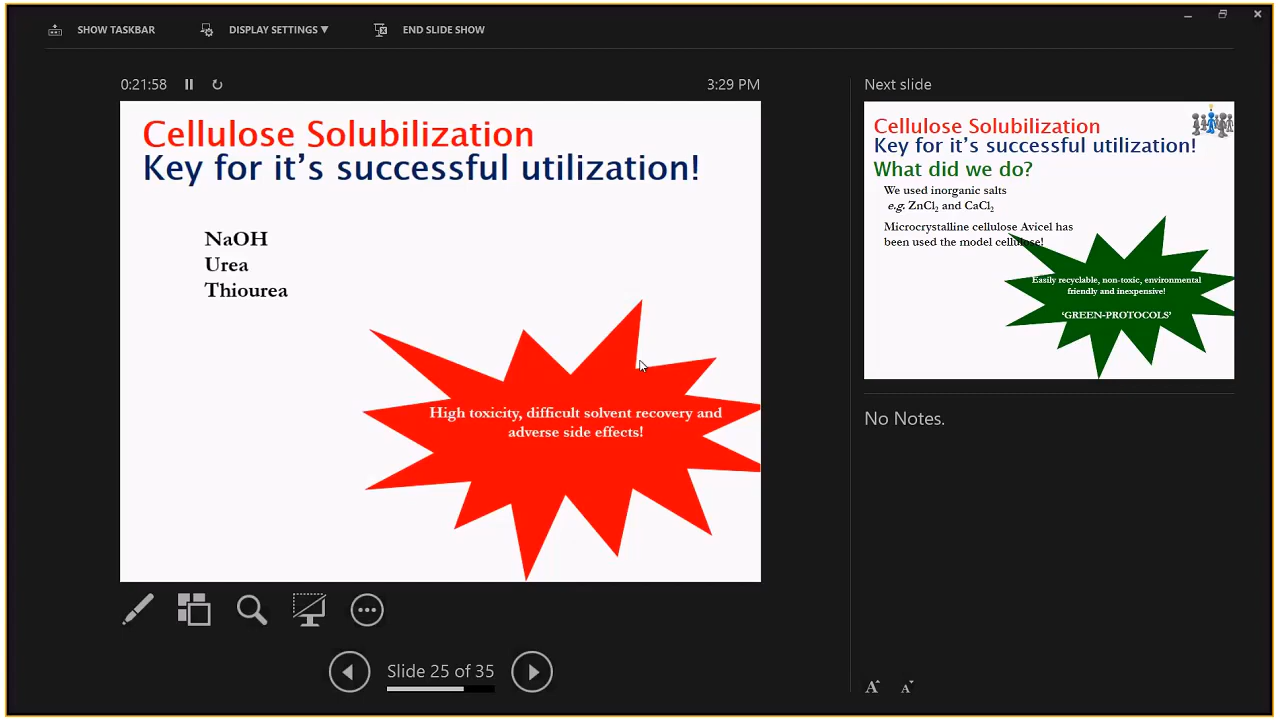 SHOW TASKBAR
DISPLAY SETTINGS ▼
END SLIDE SHOW
0:21:58
3:29 PM
Cellulose Solubilization
Key for it's successful utilization!
NaOH
Urea
Thiourea
High toxicity, difficult solvent recovery and
adverse side effects!
Slide 25 of 35
Next slide
Cellulose Solubilization
Key for it's successful utilization!
What did we do?
We used inorganic salts
e.g. ZnCl₂ and CaCl₂
Microcrystalline cellulose Avicel has
been used the model cellulose!
Easily recyclable, non-toxic, environmental
friendly and inexpensive!
‘GREEN-PROTOCOLS’
No Notes.
A A